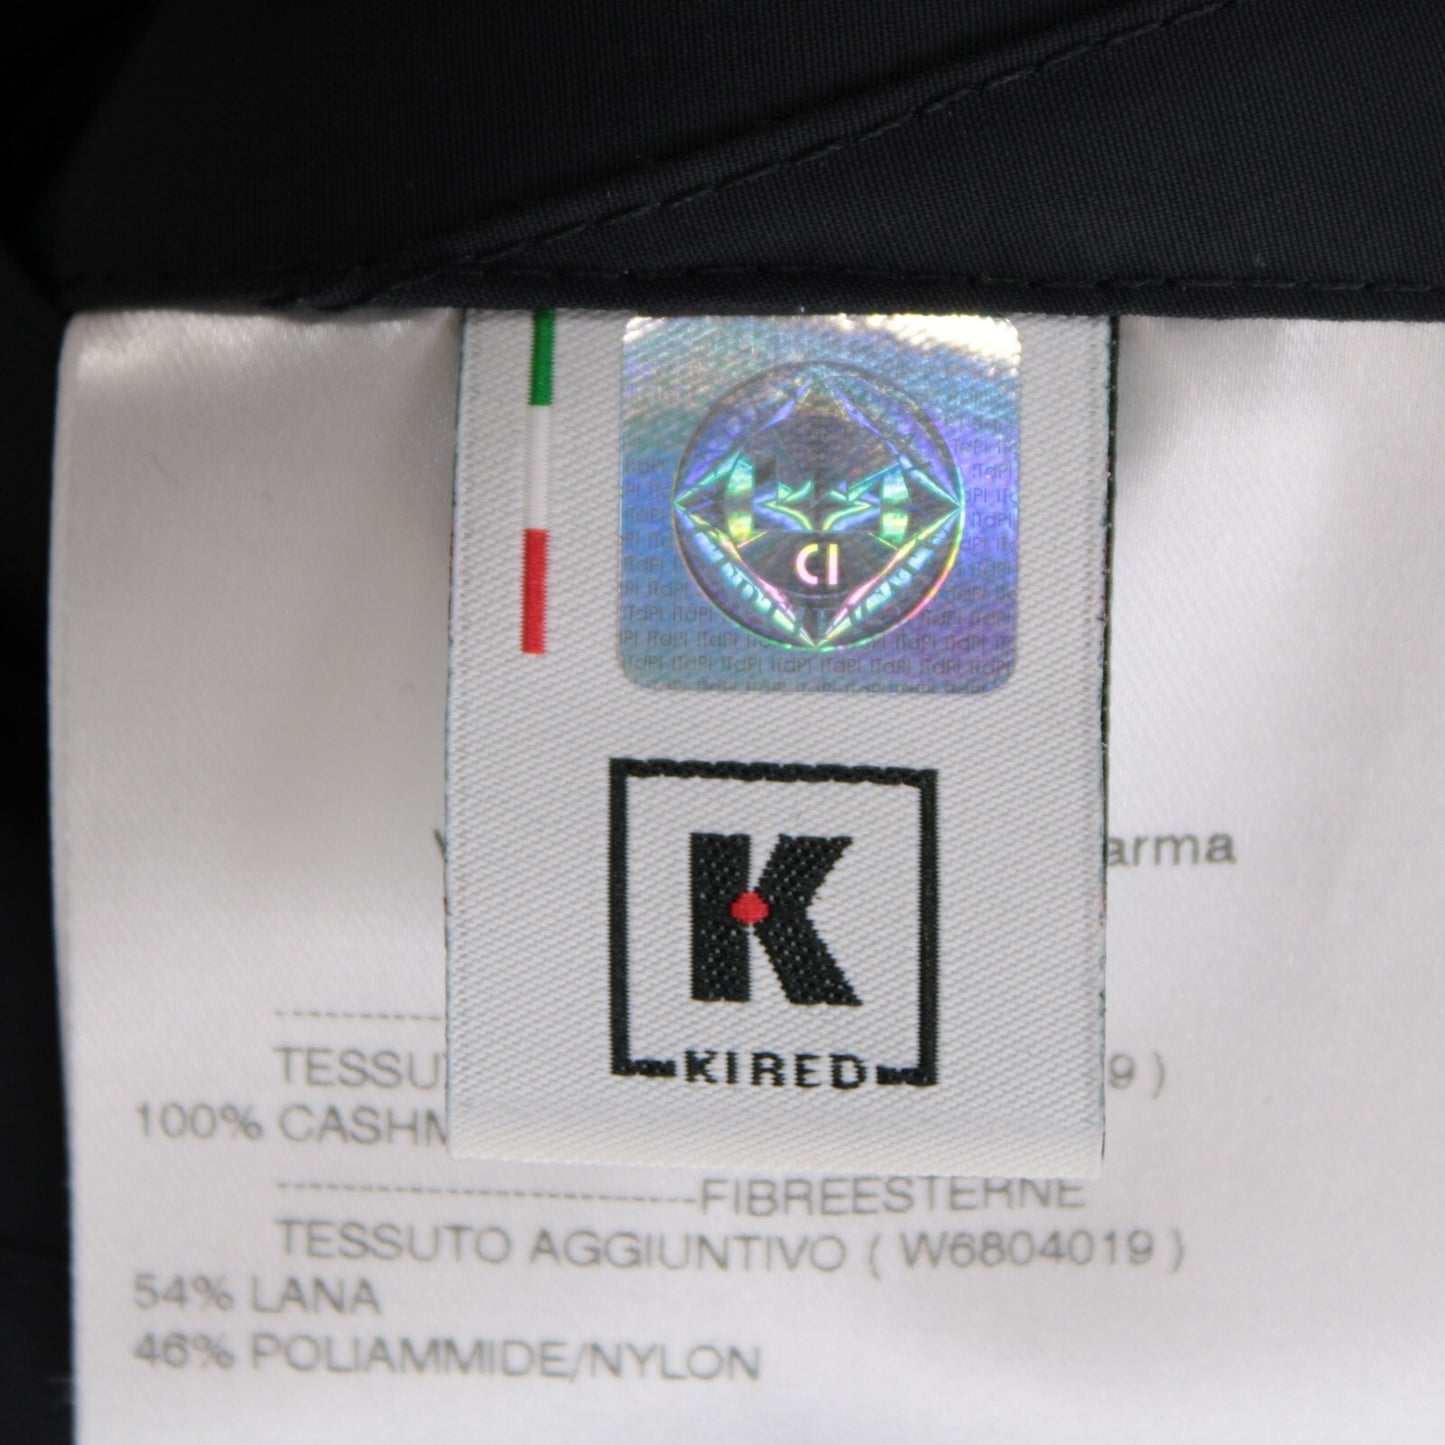 CI
K
KIRED
arma
TESSU 9 )
100% CASHM
FIBREESTERNE
TESSUTO AGGIUNTIVO ( W6804019 )
54% LANA
46% POLIAMMIDE/NYLON